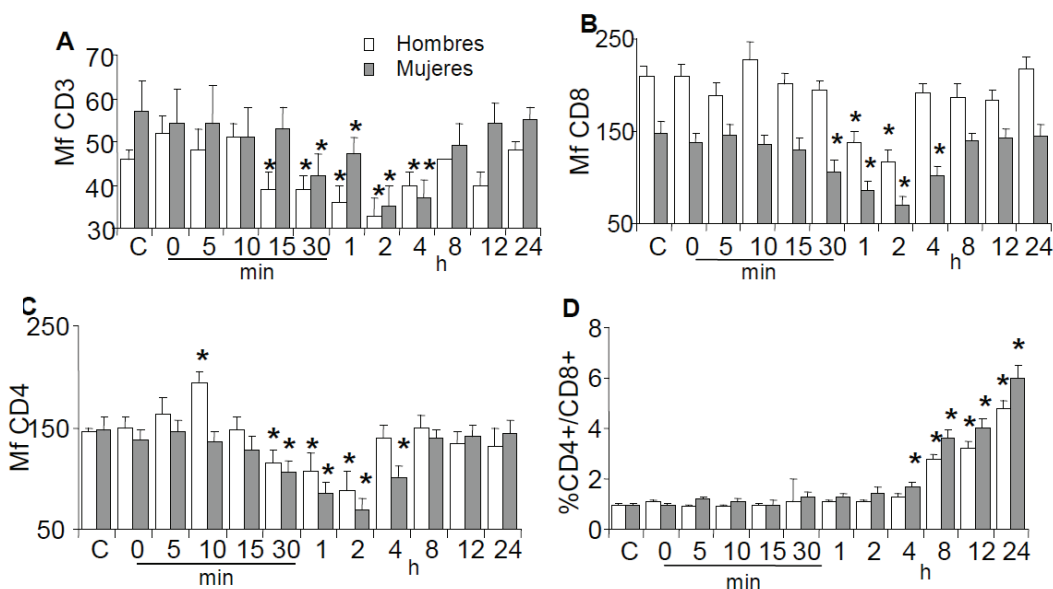 A
Hombres
Mujeres
70
60
50
40
30
Mf CD3
* * * * * * * * *
C 0 5 10 15 30 1 2 4 8 12 24
min
h
B
250
150
50
Mf CD8
* * * * * *
C 0 5 10 15 30 1 2 4 8 12 24
min
h
C
250
150
50
Mf CD4
* * * * * * * *
C 0 5 10 15 30 1 2 4 8 12 24
min
h
D
8
6
4
2
0
%CD4+/CD8+
* * * * * * *
C 0 5 10 15 30 1 2 4 8 12 24
min
h